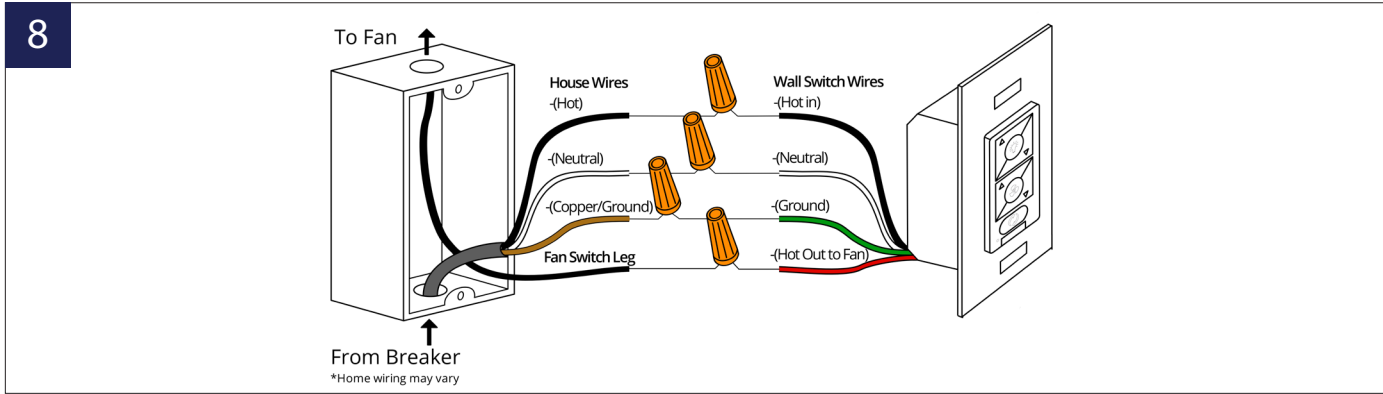 8
To Fan
House Wires
Wall Switch Wires
-(Hot)
-(Hot in)
-(Neutral)
-(Neutral)
-(Copper/Ground)
-(Ground)
Fan Switch Leg
-(Hot Out to Fan)
From Breaker
*Home wiring may vary